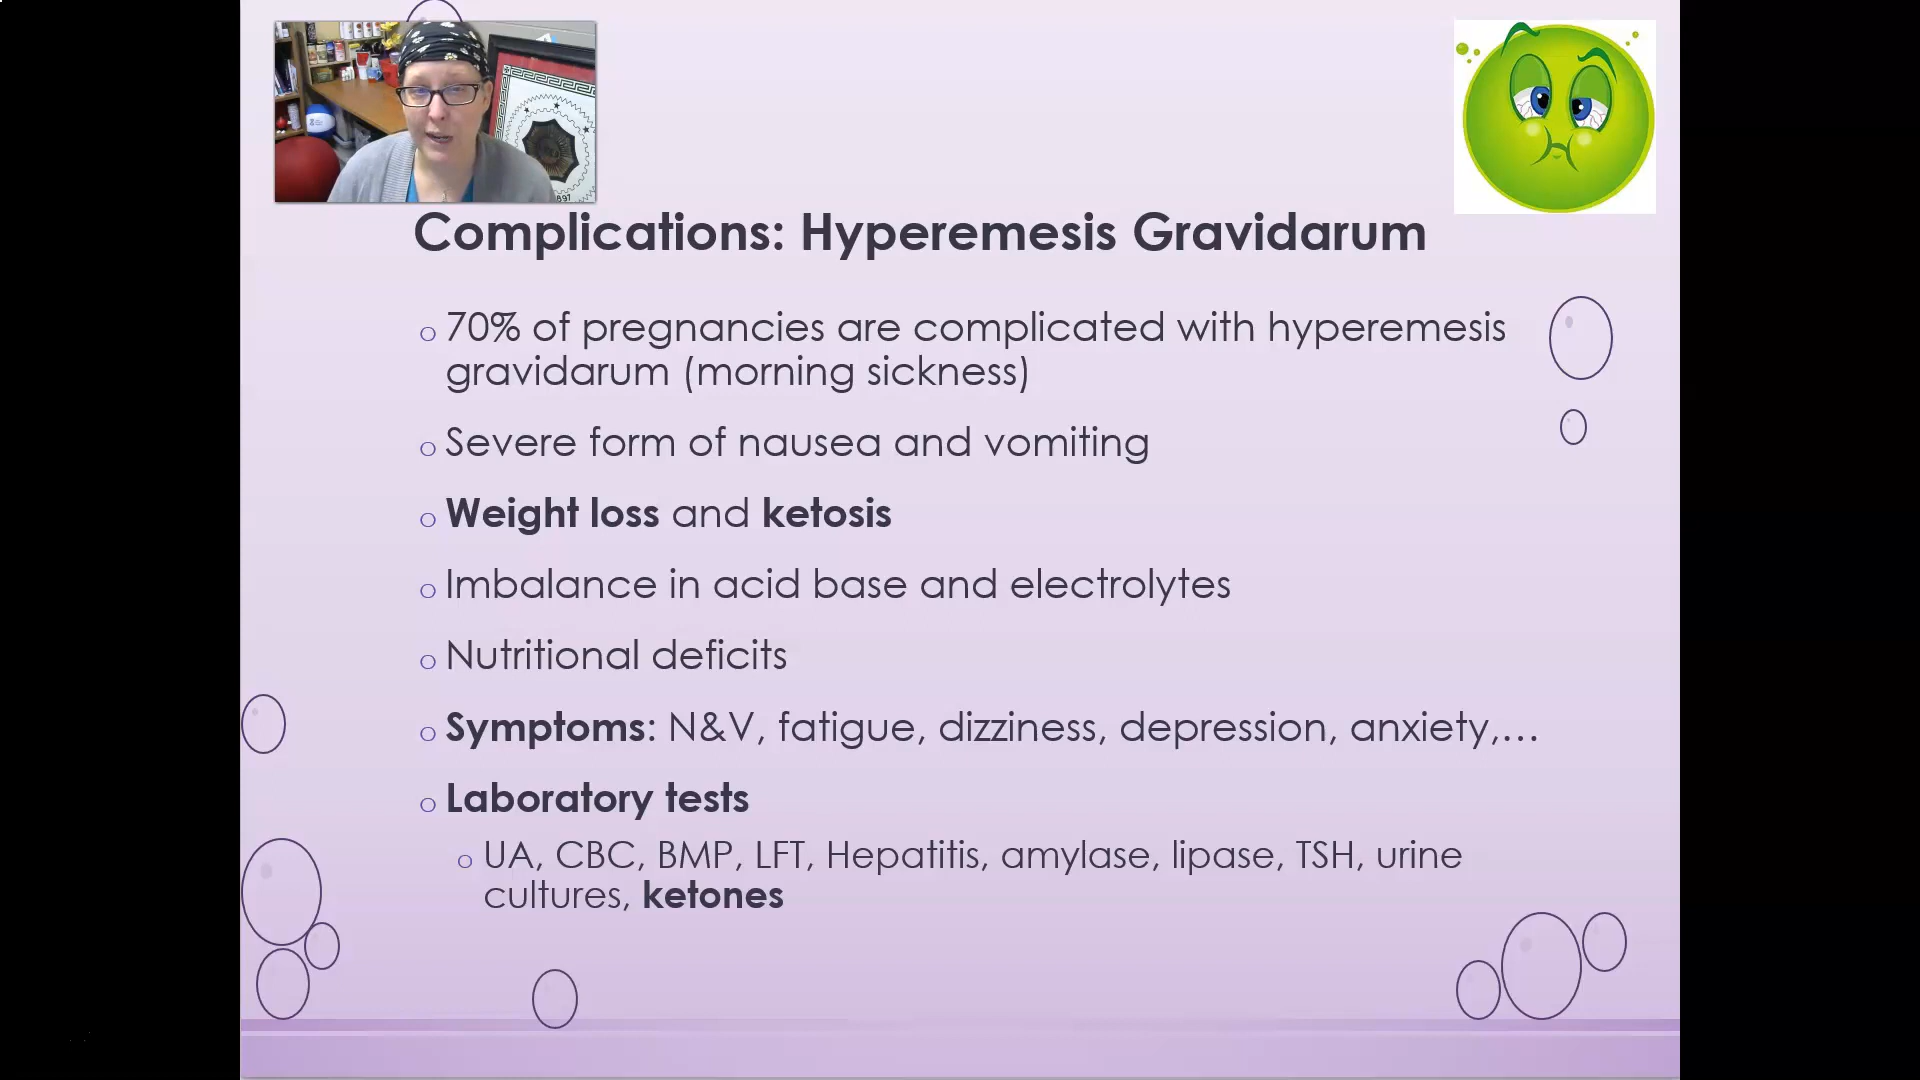 897
Complications: Hyperemesis Gravidarum
o 70% of pregnancies are complicated with hyperemesis
gravidarum (morning sickness)
o Severe form of nausea and vomiting
o Weight loss and ketosis
o Imbalance in acid base and electrolytes
o Nutritional deficits
o Symptoms: N&V, fatigue, dizziness, depression, anxiety,…
o Laboratory tests
o UA, CBC, BMP, LFT, Hepatitis, amylase, lipase, TSH, urine
cultures, ketones